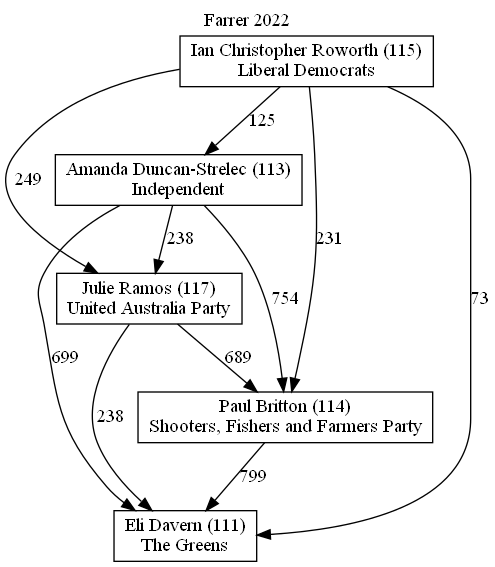 Farrer 2022
Ian Christopher Roworth (115)
Liberal Democrats
125
Amanda Duncan-Strelec (113)
Independent
249
238
231
Julie Ramos (117)
United Australia Party
754
73
699
689
238
Paul Britton (114)
Shooters, Fishers and Farmers Party
799
Eli Davern (111)
The Greens